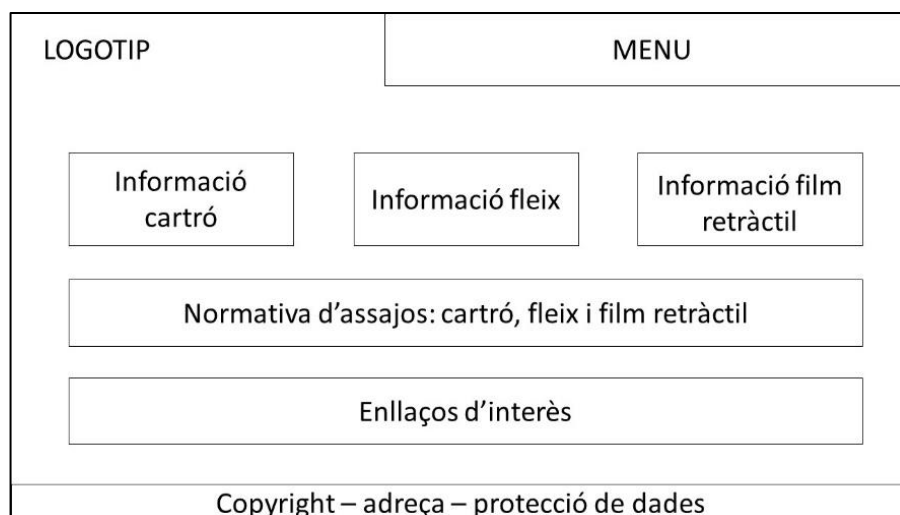 LOGOTIP
MENU
Informació
cartró
Informació fleix
Informació film
retràctil
Normativa d’assajos: cartró, fleix i film retràctil
Enllaços d’interès
Copyright – adreça – protecció de dades